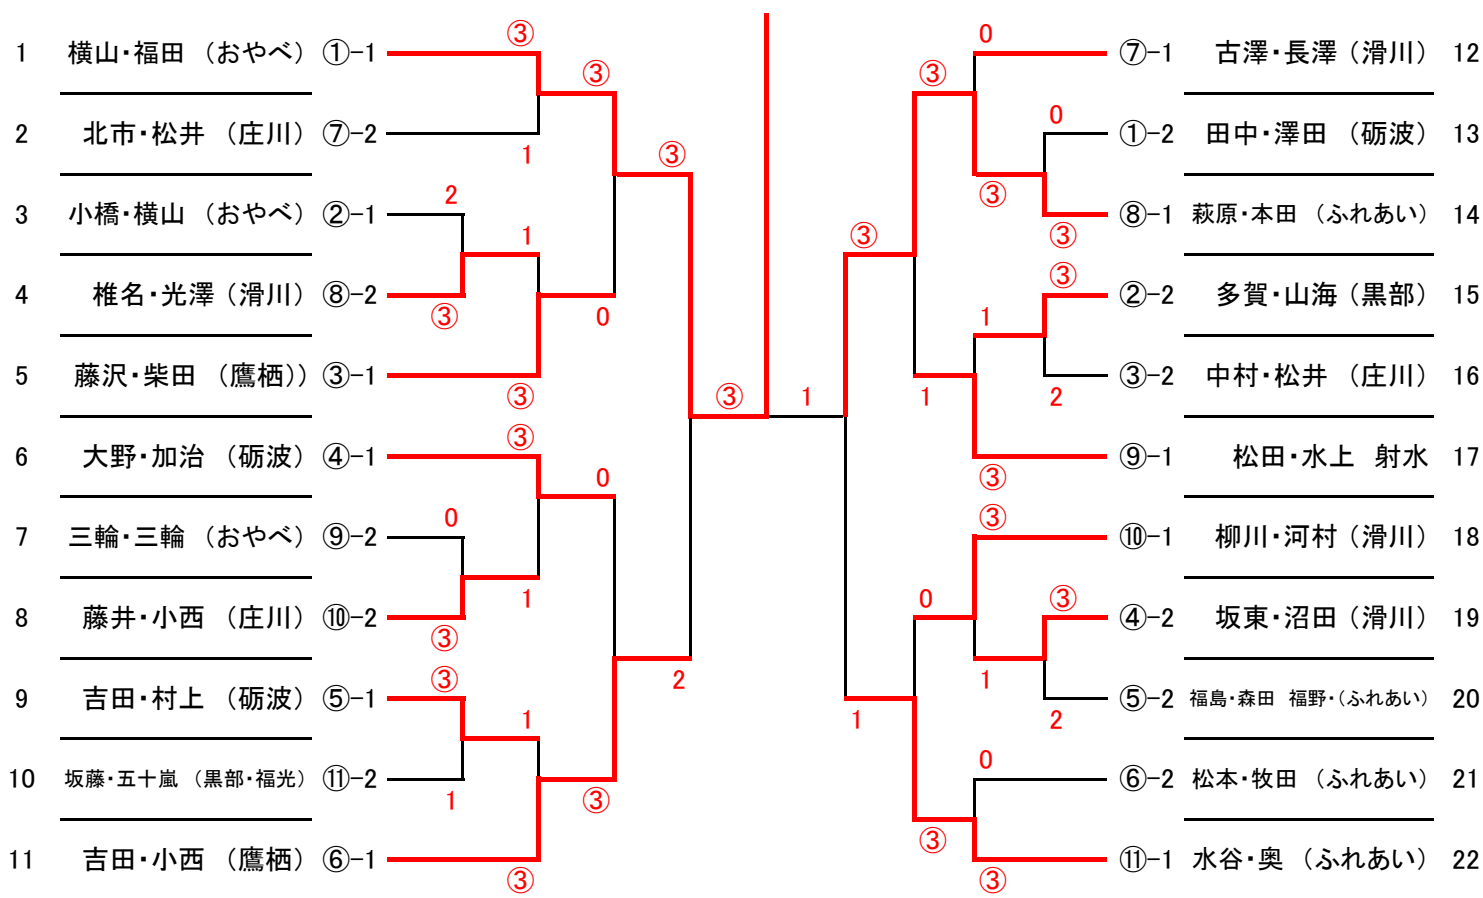 1 横山・福田 (おやべ) ①-1
2 北市・松井 (庄川) ⑦-2
3 小橋・横山 (おやべ) ②-1
4 椎名・光澤 (滑川) ⑧-2
5 藤沢・柴田 (鷹栖)) ③-1
6 大野・加治 (砺波) ④-1
7 三輪・三輪 (おやべ) ⑨-2
8 藤井・小西 (庄川) ⑩-2
9 吉田・村上 (砺波) ⑤-1
10 坂藤・五十嵐 (黒部・福光) ⑪-2
11 吉田・小西 (鷹栖) ⑥-1
③
③
1
③
2
1
③
0
③
③
0
0
1
③
③
1
1
③
③
2
③
1
⑦-1 古澤・長澤 (滑川) 12
①-2 田中・澤田 (砺波) 13
⑧-1 萩原・本田 (ふれあい) 14
②-2 多賀・山海 (黒部) 15
③-2 中村・松井 (庄川) 16
⑨-1 松田・水上 射水 17
⑩-1 柳川・河村 (滑川) 18
④-2 坂東・沼田 (滑川) 19
⑤-2 福島・森田 福野・(ふれあい) 20
⑥-2 松本・牧田 (ふれあい) 21
⑪-1 水谷・奥 (ふれあい) 22
0
③
0
③
③
③
③
1
1
2
③
③
0
③
1
2
1
0
③
③